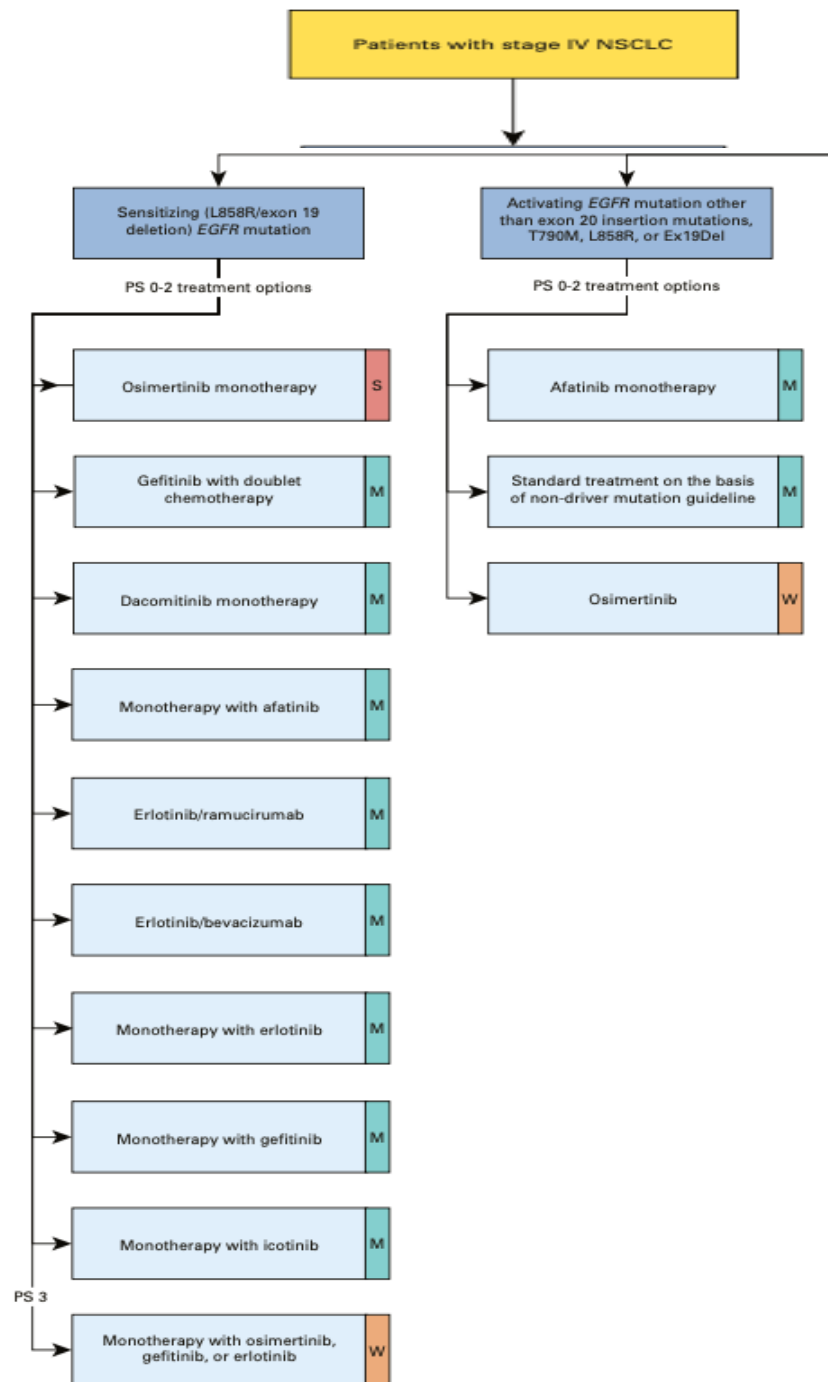 Patients with stage IV NSCLC
Sensitizing (L858R/exon 19
deletion) EGFR mutation
PS 0-2 treatment options
Osimertinib monotherapy
S
Gefitinib with doublet
chemotherapy
M
Dacomitinib monotherapy
M
Monotherapy with afatinib
M
Erlotinib/ramucirumab
M
Erlotinib/bevacizumab
M
Monotherapy with erlotinib
M
Monotherapy with gefitinib
M
Monotherapy with icotinib
M
PS 3
Monotherapy with osimertinib,
gefitinib, or erlotinib
W
Activating EGFR mutation other
than exon 20 insertion mutations,
T790M, L858R, or Ex19Del
PS 0-2 treatment options
Afatinib monotherapy
M
Standard treatment on the basis
of non-driver mutation guideline
M
Osimertinib
W